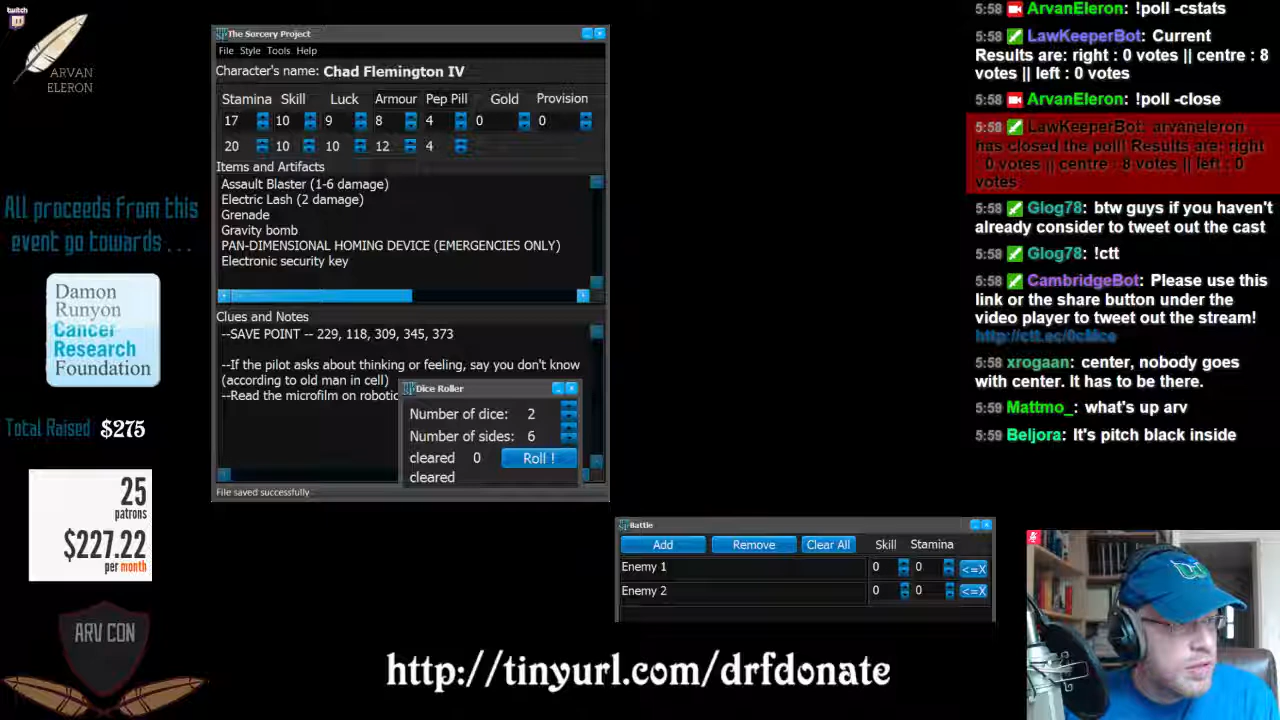 twitch
ARVAN
ELERON
All proceeds from this
event go towards . . .
Damon
Runyon
Cancer
Research
Foundation
Total Raised $275
25
patrons
$227.22
per month
ARV CON
The Sorcery Project
File Style Tools Help
Character's name: Chad Flemington IV
Stamina Skill Luck Armour Pep Pill Gold Provision
17 10 9 8 4 0 0
20 10 10 12 4
Items and Artifacts
Assault Blaster (1-6 damage)
Electric Lash (2 damage)
Grenade
Gravity bomb
PAN-DIMENSIONAL HOMING DEVICE (EMERGENCIES ONLY)
Electronic security key
Clues and Notes
--SAVE POINT -- 229, 118, 309, 345, 373
--If the pilot asks about thinking or feeling, say you don't know
(according to old man in cell)
--Read the microfilm on robotic
File saved successfully
Dice Roller
Number of dice: 2
Number of sides: 6
cleared 0 Roll !
cleared
Battle
Add Remove Clear All Skill Stamina
Enemy 1 0 0 <=X
Enemy 2 0 0 <=X
http://tinyurl.com/drfdonate
5:58 ArvanEleron: !poll -cstats
5:58 LawKeeperBot: Current
Results are: right : 0 votes || centre : 8
votes || left : 0 votes
5:58 ArvanEleron: !poll -close
5:58 LawKeeperBot: arvaneleron
has closed the poll! Results are: right
: 0 votes || centre : 8 votes || left : 0
votes
5:58 Glog78: btw guys if you haven't
already consider to tweet out the cast
5:58 Glog78: !ctt
5:58 CambridgeBot: Please use this
link or the share button under the
video player to tweet out the stream!
5:58 xrogaan: center, nobody goes
with center. It has to be there.
5:59 Mattmo_: what's up arv
5:59 Beljora: It's pitch black inside